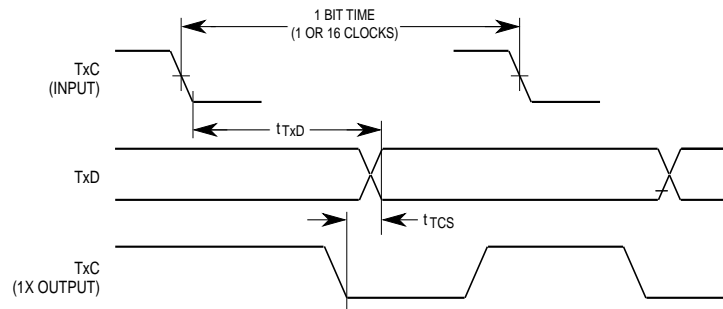 1 BIT TIME
(1 OR 16 CLOCKS)
TxC
(INPUT)
tTxD
TxD
tTCS
TxC
(1X OUTPUT)